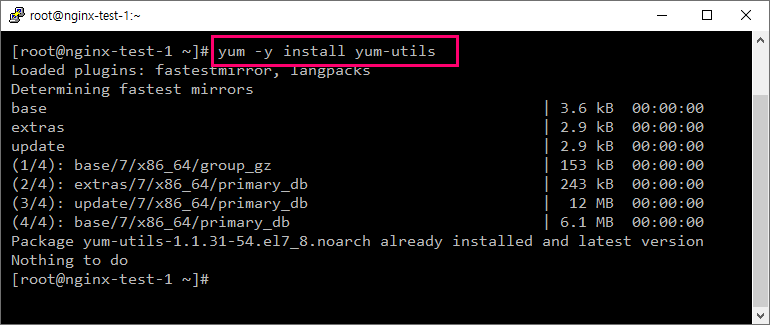 root@nginx-test-1:~
[root@nginx-test-1 ~]# yum -y install yum-utils
Loaded plugins: fastestmirror, langpacks
Determining fastest mirrors
base | 3.6 kB 00:00:00
extras | 2.9 kB 00:00:00
update | 2.9 kB 00:00:00
(1/4): base/7/x86_64/group_gz | 153 kB 00:00:00
(2/4): extras/7/x86_64/primary_db | 243 kB 00:00:00
(3/4): update/7/x86_64/primary_db | 12 MB 00:00:00
(4/4): base/7/x86_64/primary_db | 6.1 MB 00:00:00
Package yum-utils-1.1.31-54.el7_8.noarch already installed and latest version
Nothing to do
[root@nginx-test-1 ~]#